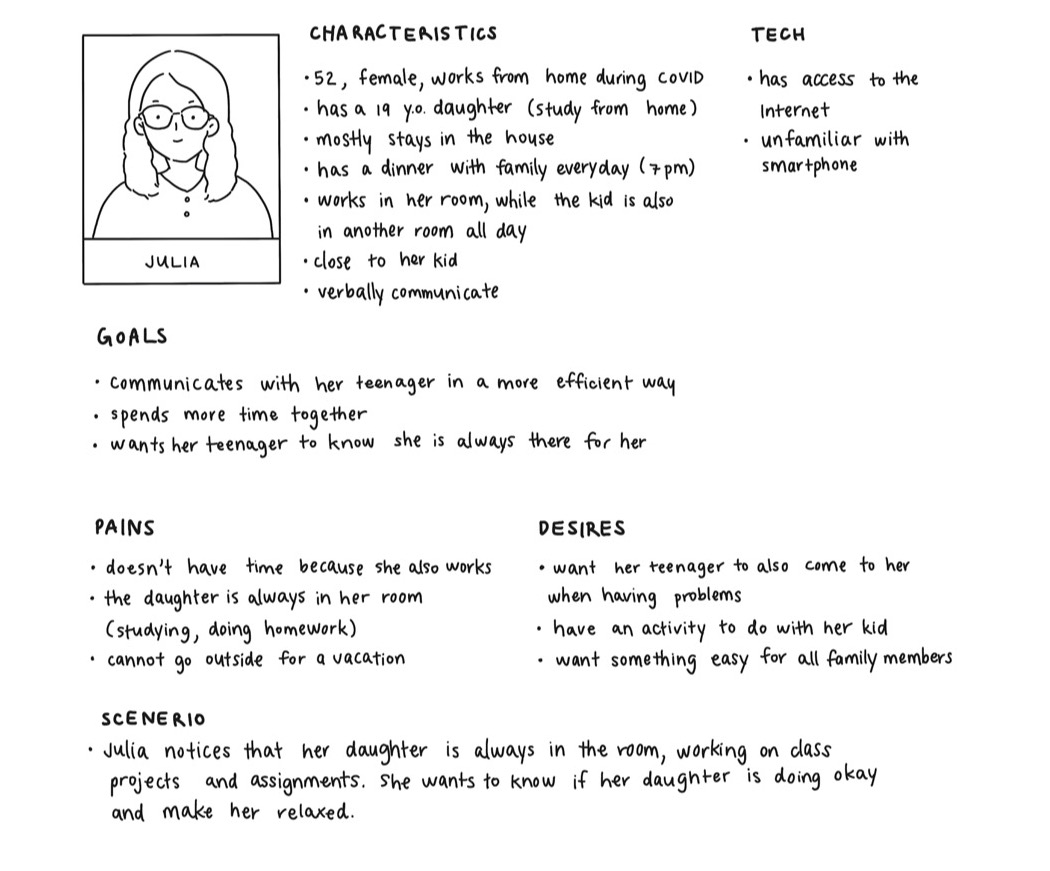 JULIA
CHARACTERISTICS
• 52, female, works from home during COVID
• has a 19 y.o. daughter (study from home)
• mostly stays in the house
• has a dinner with family everyday (7pm)
• works in her room, while the kid is also
in another room all day
• close to her kid
• verbally communicate
TECH
• has access to the
Internet
• unfamiliar with
smartphone
GOALS
• communicates with her teenager in a more efficient way
• spends more time together
• wants her teenager to know she is always there for her
PAINS
• doesn't have time because she also works
• the daughter is always in her room
(studying, doing homework)
• cannot go outside for a vacation
DESIRES
• want her teenager to also come to her
when having problems
• have an activity to do with her kid
• want something easy for all family members
SCENERIO
• Julia notices that her daughter is always in the room, working on class
projects and assignments. She wants to know if her daughter is doing okay
and make her relaxed.